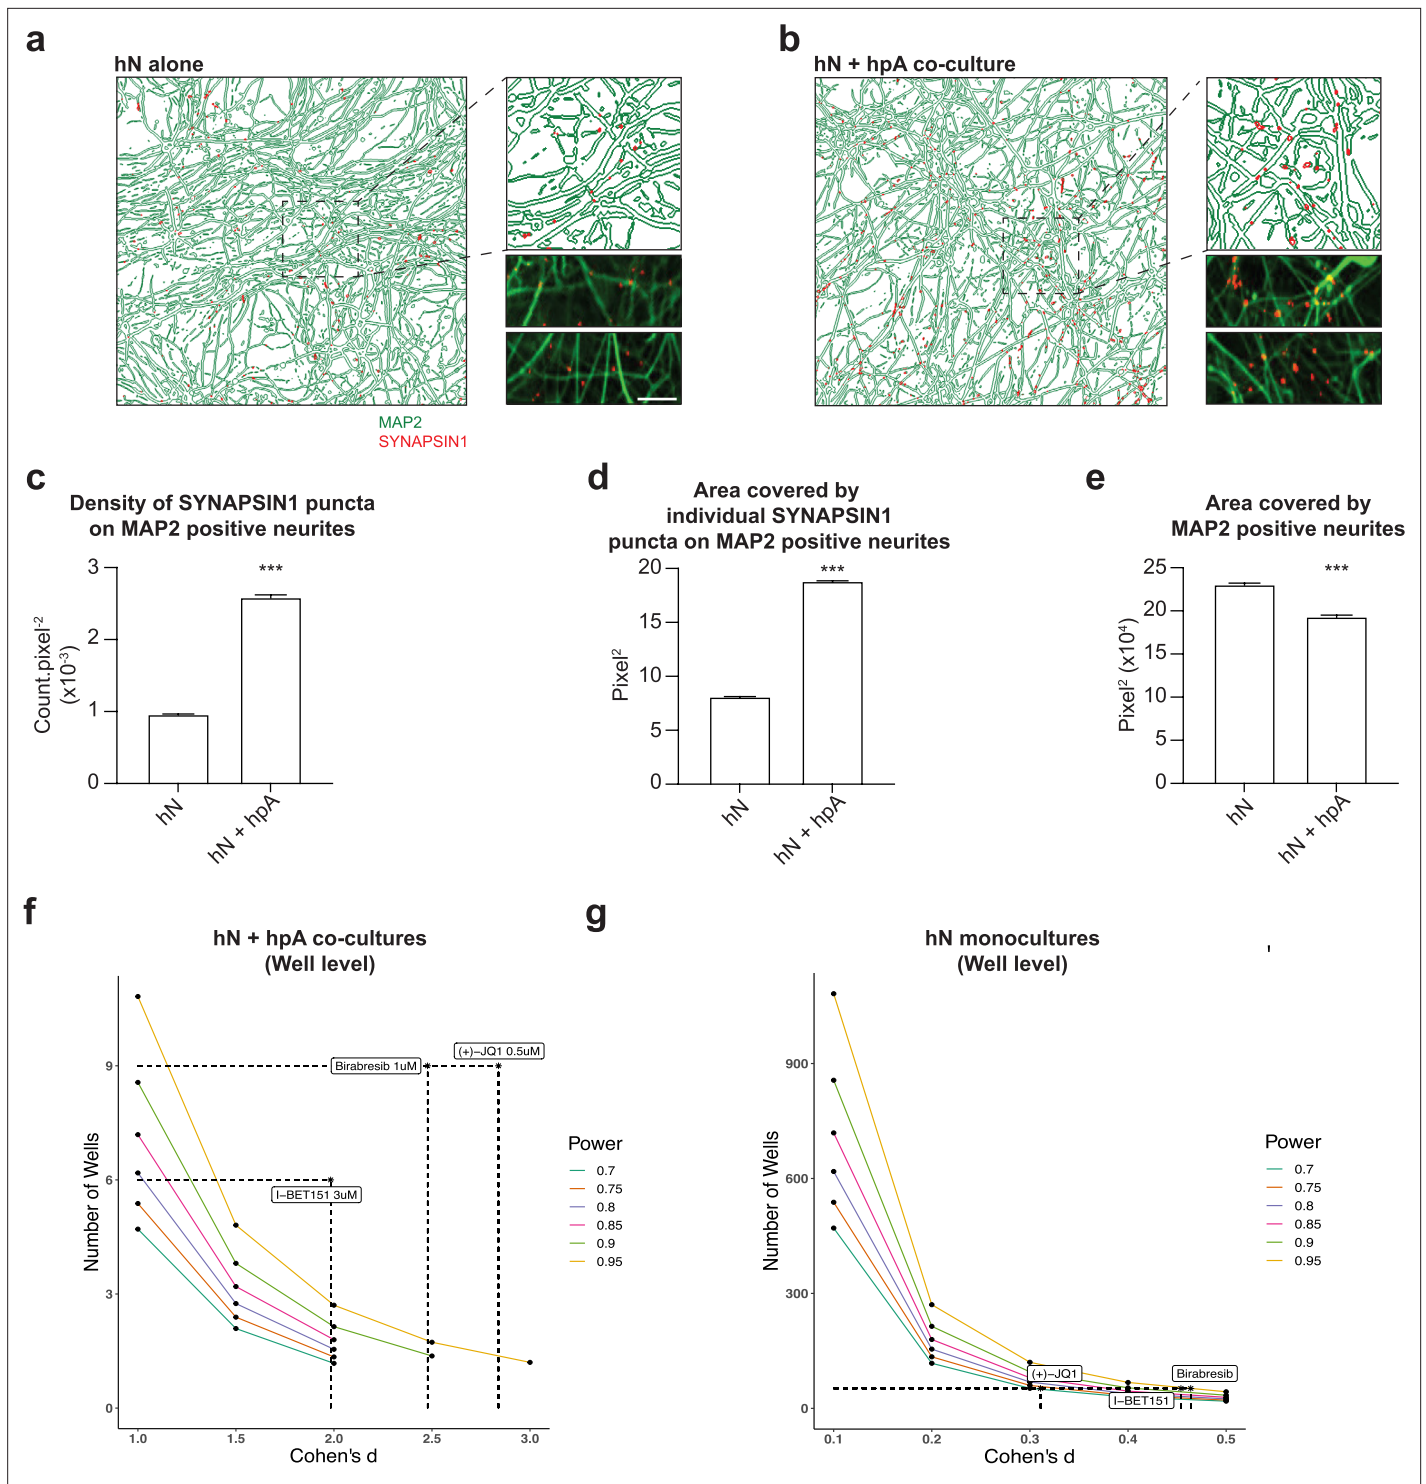 a
hN alone
b
hN + hpA co-culture
MAP2
SYNAPSIN1
c
Density of SYNAPSIN1 puncta
on MAP2 positive neurites
Count.pixel-2
(x10-3)
3
2
1
0
hN
hN + hpA
***
d
Area covered by
individual SYNAPSIN1
puncta on MAP2 positive neurites
Pixel2
20
15
10
5
0
hN
hN + hpA
***
e
Area covered by
MAP2 positive neurites
Pixel2 (x104)
25
20
15
10
5
0
hN
hN + hpA
***
f
hN + hpA co-cultures
(Well level)
Number of Wells
9
6
3
0
Birabresib 1uM
(+)-JQ1 0.5uM
I-BET151 3uM
1.0 1.5 2.0 2.5 3.0
Cohen's d
Power
0.7
0.75
0.8
0.85
0.9
0.95
g
hN monocultures
(Well level)
Number of Wells
900
600
300
0
(+)-JQ1
Birabresib
I-BET151
0.1 0.2 0.3 0.4 0.5
Cohen's d
Power
0.7
0.75
0.8
0.85
0.9
0.95